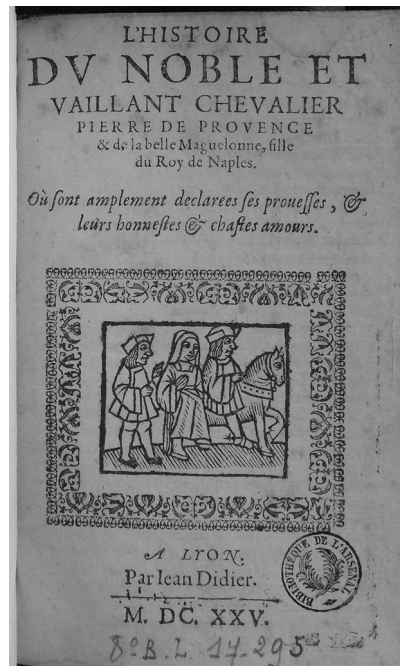 L'HISTOIRE
DV NOBLE ET
VAILLANT CHEVALIER
PIERRE DE PROVENCE
& de la belle Maguelonne, fille
du Roy de Naples.
Où ſont amplement declarees ſes proueſſes, &
leurs honneſtes & chaſtes amours.
A LYON,
Par Iean Didier.
M. DC. XXV.
BIBLIOTHEQUE DE L'ARSENAL
8º B. L. 17.295